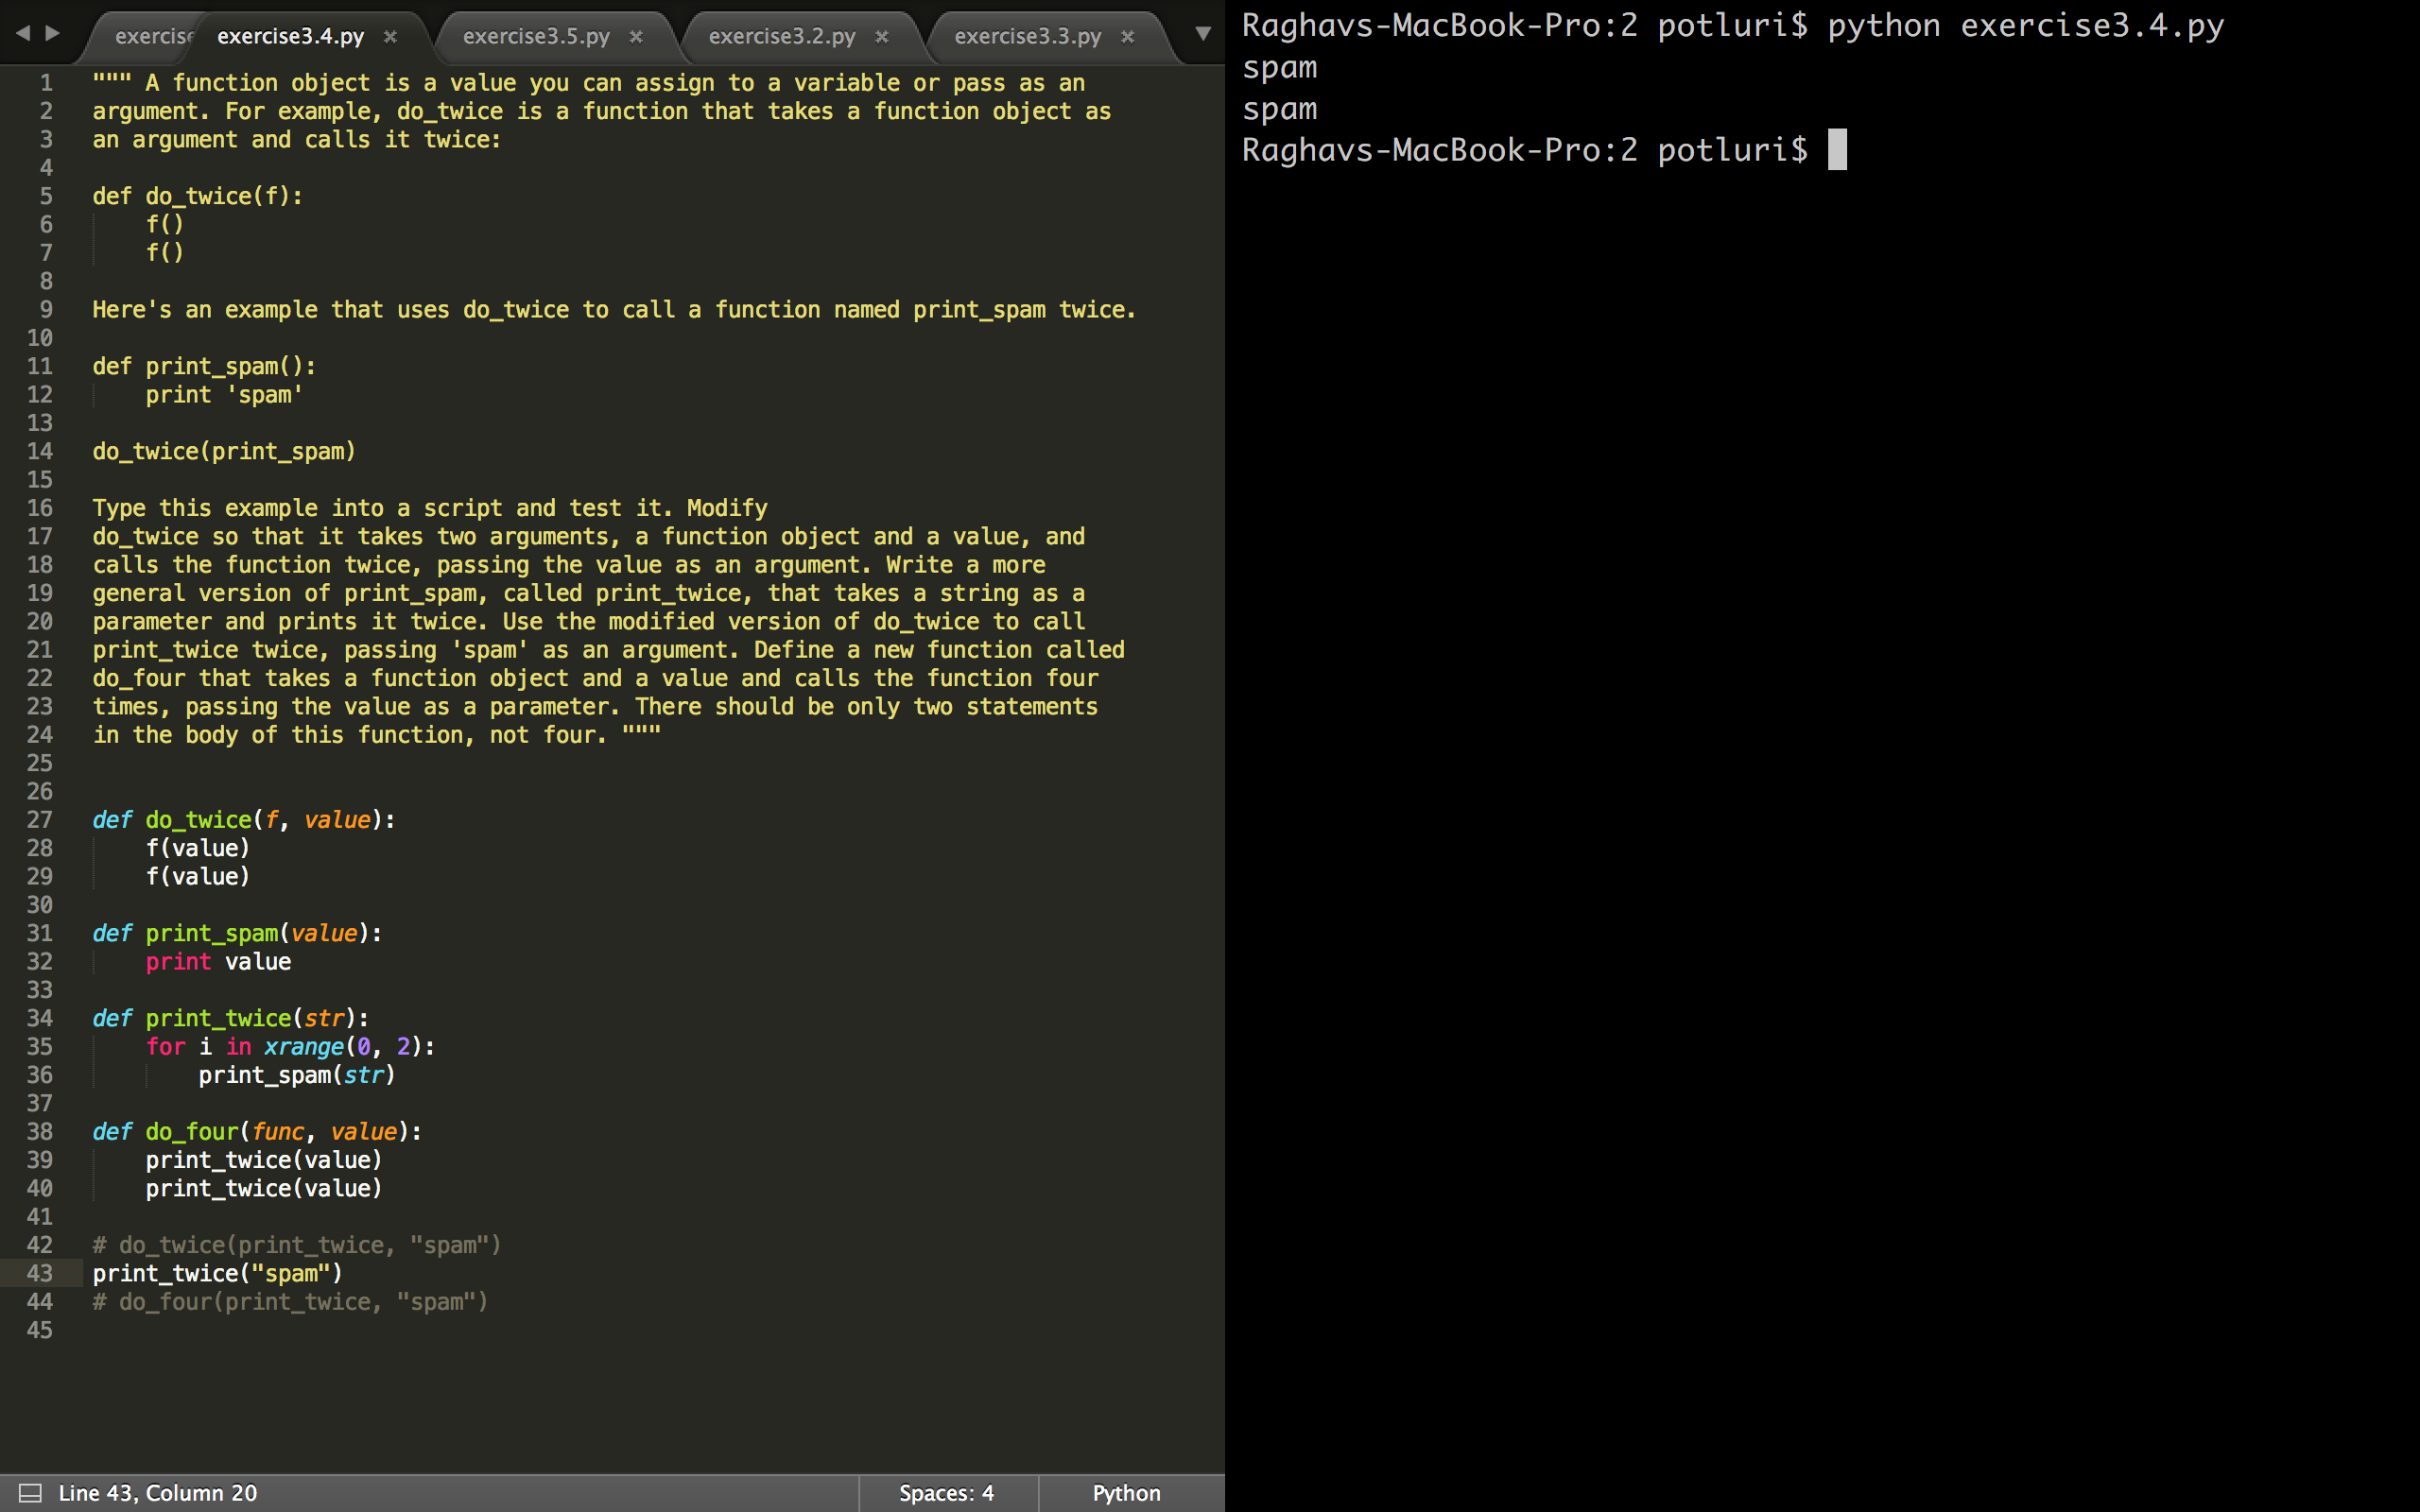 exercise exercise3.4.py × exercise3.5.py × exercise3.2.py × exercise3.3.py ×
1 """ A function object is a value you can assign to a variable or pass as an
2 argument. For example, do_twice is a function that takes a function object as
3 an argument and calls it twice:
4
5 def do_twice(f):
6     f()
7     f()
8
9 Here's an example that uses do_twice to call a function named print_spam twice.
10
11 def print_spam():
12     print 'spam'
13
14 do_twice(print_spam)
15
16 Type this example into a script and test it. Modify
17 do_twice so that it takes two arguments, a function object and a value, and
18 calls the function twice, passing the value as an argument. Write a more
19 general version of print_spam, called print_twice, that takes a string as a
20 parameter and prints it twice. Use the modified version of do_twice to call
21 print_twice twice, passing 'spam' as an argument. Define a new function called
22 do_four that takes a function object and a value and calls the function four
23 times, passing the value as a parameter. There should be only two statements
24 in the body of this function, not four. """
25
26
27 def do_twice(f, value):
28     f(value)
29     f(value)
30
31 def print_spam(value):
32     print value
33
34 def print_twice(str):
35     for i in xrange(0, 2):
36         print_spam(str)
37
38 def do_four(func, value):
39     print_twice(value)
40     print_twice(value)
41
42 # do_twice(print_twice, "spam")
43 print_twice("spam")
44 # do_four(print_twice, "spam")
45
Line 43, Column 20 Spaces: 4 Python
Raghavs-MacBook-Pro:2 potluri$ python exercise3.4.py
spam
spam
Raghavs-MacBook-Pro:2 potluri$